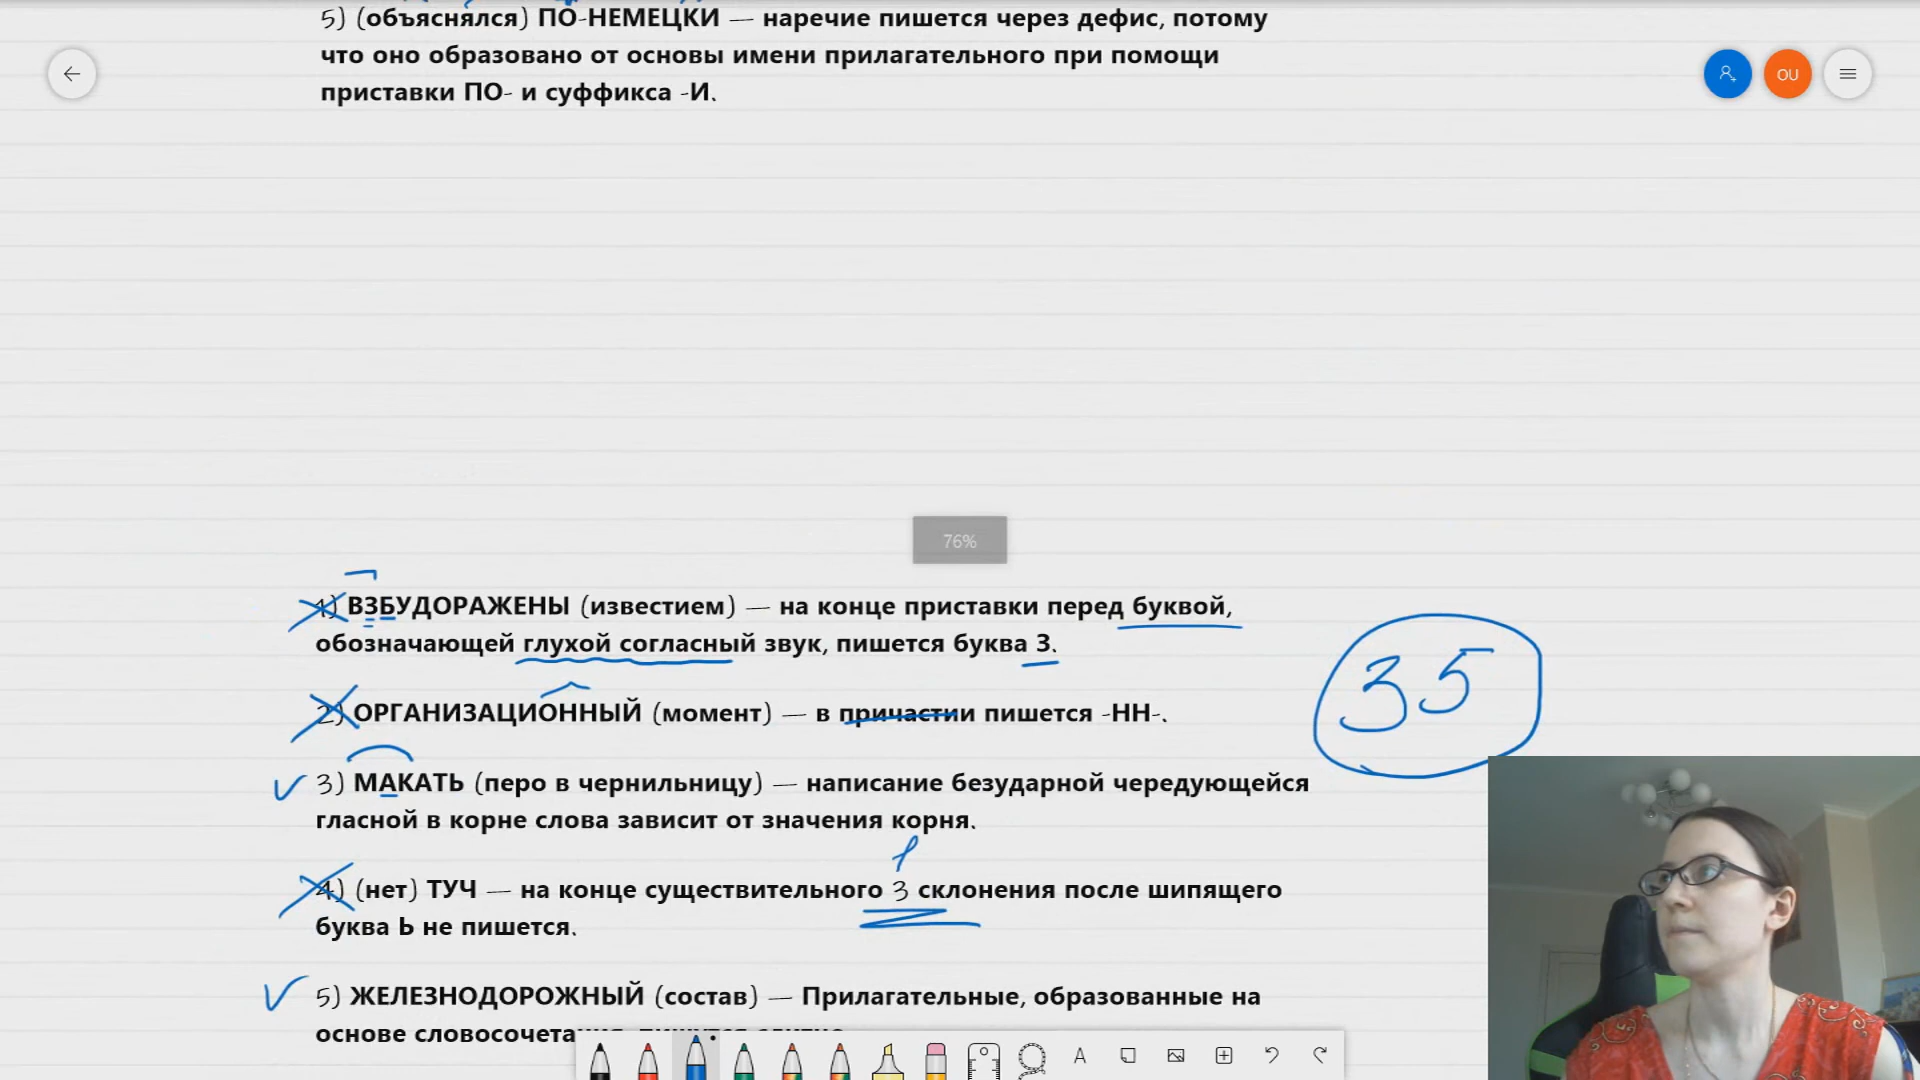 5) (объяснялся) ПО-НЕМЕЦКИ — наречие пишется через дефис, потому
что оно образовано от основы имени прилагательного при помощи
приставки ПО- и суффикса -И.
OU
76%
1) ВЗБУДОРАЖЕНЫ (известием) — на конце приставки перед буквой,
обозначающей глухой согласный звук, пишется буква З.
35
2) ОРГАНИЗАЦИОННЫЙ (момент) — в причастии пишется -НН-.
3) МАКАТЬ (перо в чернильницу) — написание безударной чередующейся
гласной в корне слова зависит от значения корня.
4) (нет) ТУЧ — на конце существительного 3 склонения после шипящего
буква Ь не пишется.
5) ЖЕЛЕЗНОДОРОЖНЫЙ (состав) — Прилагательные, образованные на
основе